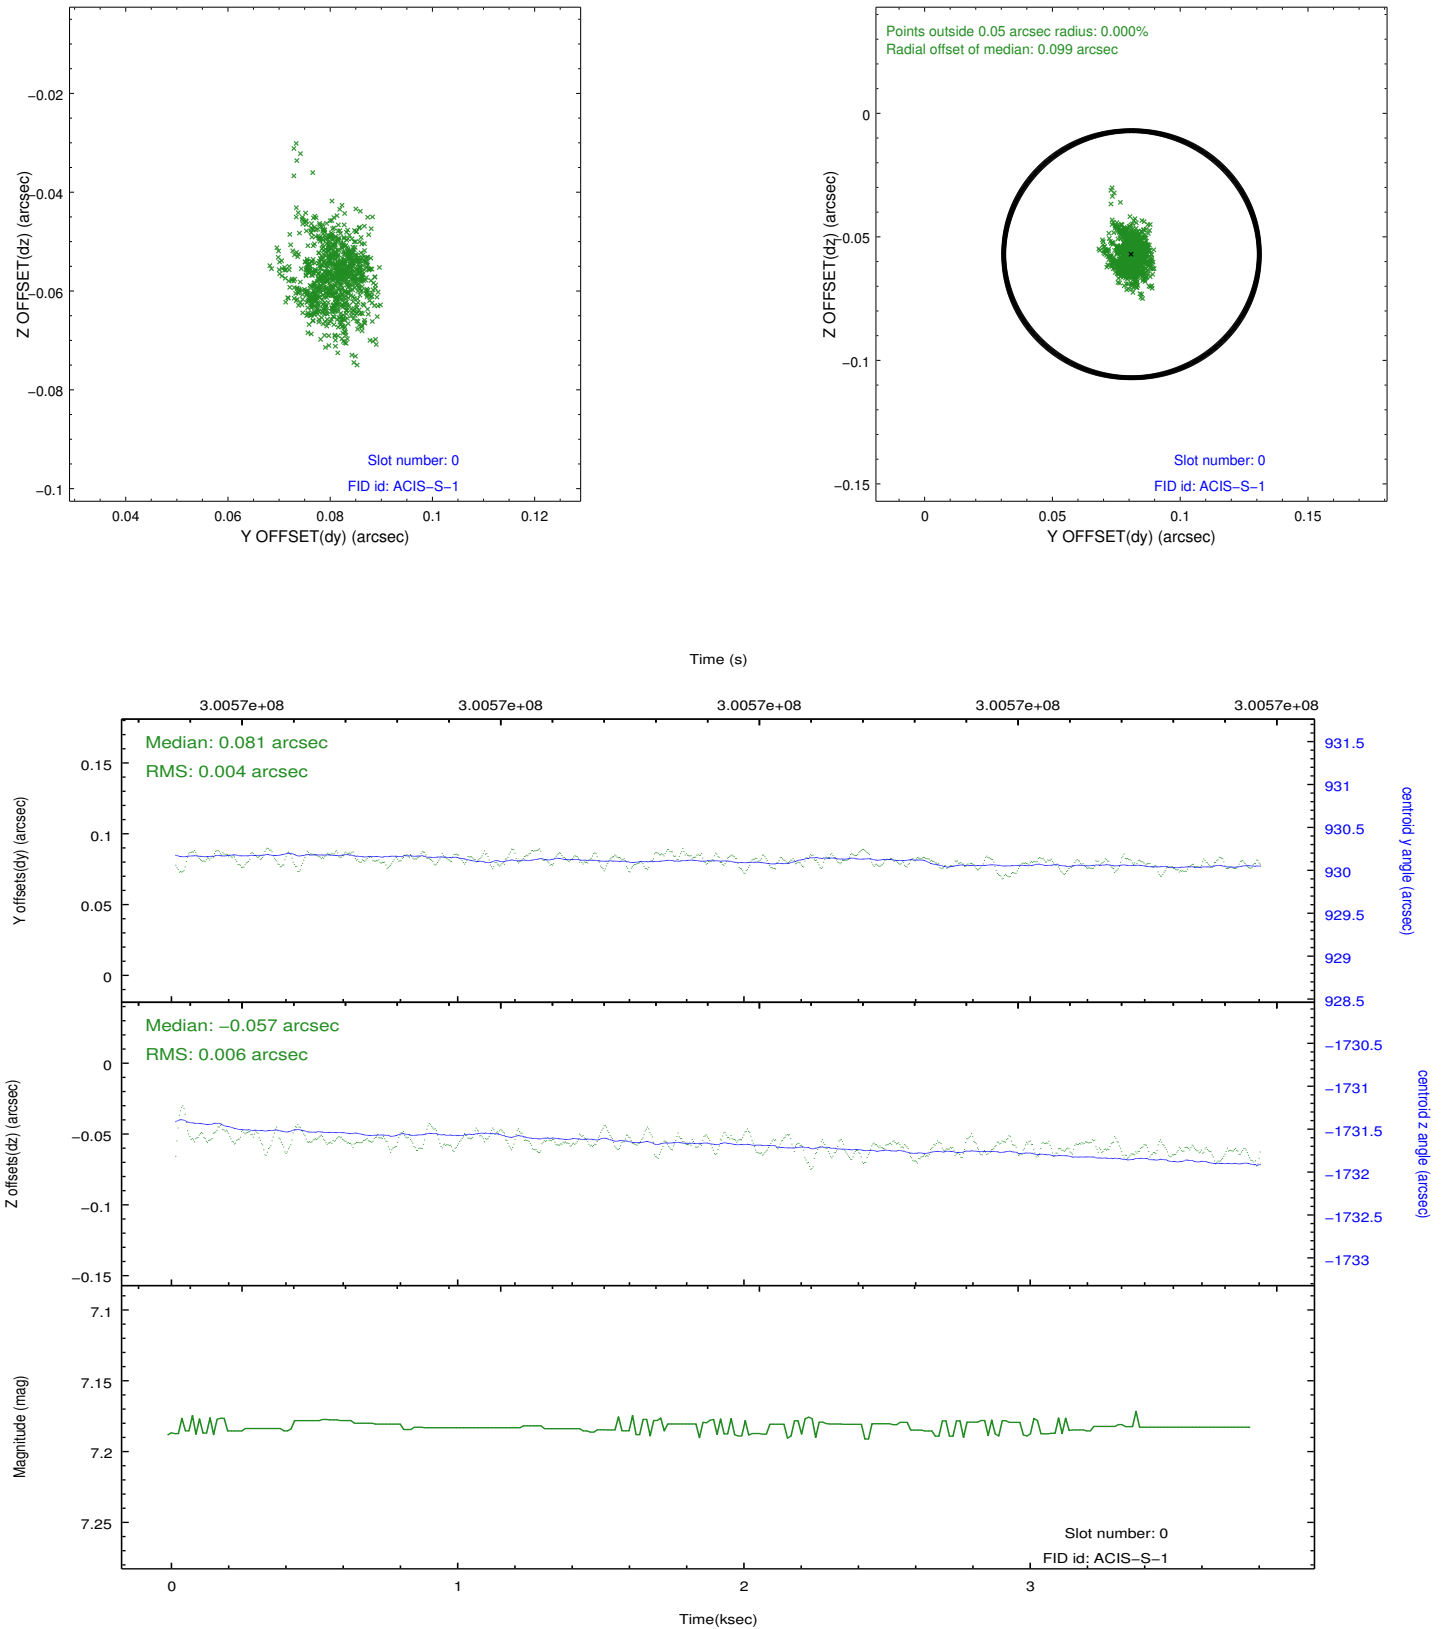 −0.02
−0.04
−0.06
−0.08
−0.1
Z OFFSET(dz) (arcsec)
Slot number: 0
FID id: ACIS−S−1
0.04
0.06
0.08
0.1
0.12
Y OFFSET(dy) (arcsec)
Points outside 0.05 arcsec radius: 0.000%
Radial offset of median: 0.099 arcsec
0
−0.05
−0.1
−0.15
Z OFFSET(dz) (arcsec)
Slot number: 0
FID id: ACIS−S−1
0
0.05
0.1
0.15
Y OFFSET(dy) (arcsec)
Time (s)
3.0057e+08
3.0057e+08
3.0057e+08
3.0057e+08
3.0057e+08
Median: 0.081 arcsec
RMS: 0.004 arcsec
0.15
0.1
0.05
0
Y offsets(dy) (arcsec)
931.5
931
930.5
930
929.5
929
928.5
centroid y angle (arcsec)
Median: −0.057 arcsec
RMS: 0.006 arcsec
0
−0.05
−0.1
−0.15
Z offsets(dz) (arcsec)
−1730.5
−1731
−1731.5
−1732
−1732.5
−1733
centroid z angle (arcsec)
7.1
7.15
7.2
7.25
Magnitude (mag)
Slot number: 0
FID id: ACIS−S−1
0
1
2
3
Time(ksec)